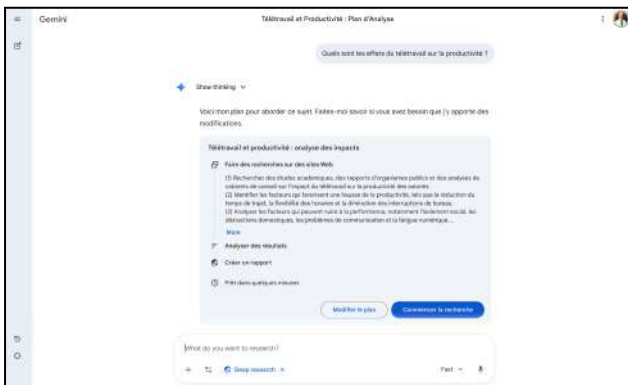 Gemini
Télétravail et Productivité : Plan d'Analyse
Quels sont les effets du télétravail sur la productivité ?
Show thinking
Voici mon plan pour aborder ce sujet. Faites-moi savoir si vous avez besoin que j'y apporte des
modifications.
Télétravail et productivité : analyse des impacts
Faire des recherches sur des sites Web
(1) Rechercher des études académiques, des rapports d'organismes publics et des analyses de
cabinets de conseil sur l'impact du télétravail sur la productivité des salariés.
(2) Identifier les facteurs qui favorisent une hausse de la productivité, tels que la réduction du
temps de trajet, la flexibilité des horaires et la diminution des interruptions de bureau.
(3) Analyser les facteurs qui peuvent nuire à la performance, notamment l'isolement social, les
distractions domestiques, les problèmes de communication et la fatigue numérique...
More
Analyser des résultats
Créer un rapport
Prêt dans quelques minutes
Modifier le plan
Commencer la recherche
What do you want to research?
Deep research
Fast